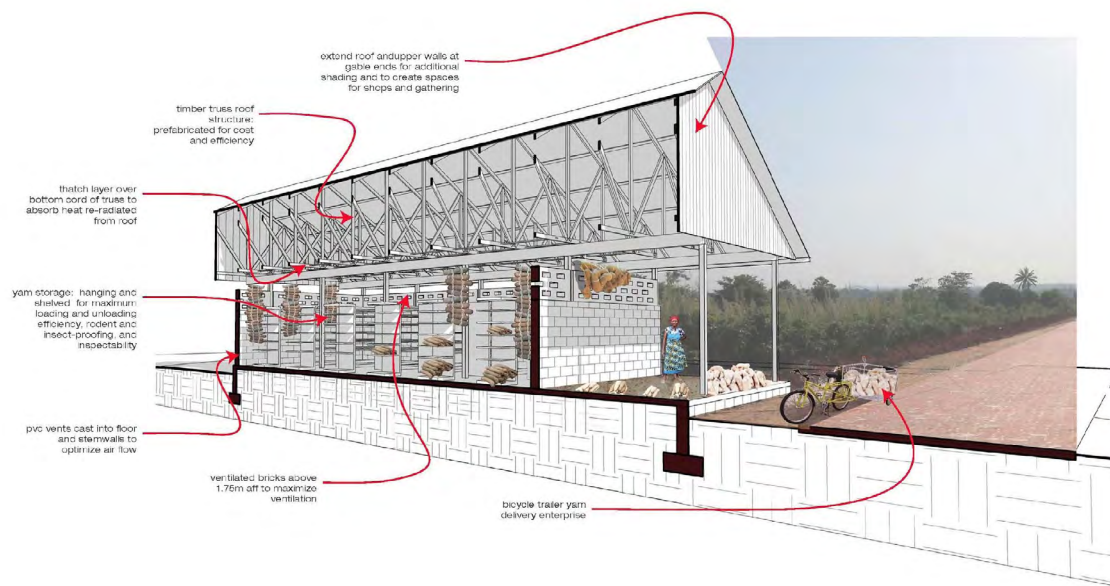 extend roof andupper walls at
gable ends for additional
shading and to create spaces
for shops and gathering
timber truss roof
structure:
prefabricated for cost
and efficiency
thatch layer over
bottom cord of truss to
absorb heat re-radiated
from roof
yam storage: hanging and
shelved for maximum
loading and unloading
efficiency, rodent and
insect-proofing, and
inspectability
pvc vents cast into floor
and stemwalls to
optimize air flow
ventilated bricks above
1.75m aff to maximize
ventilation
bicycle trailer yam
delivery enterprise